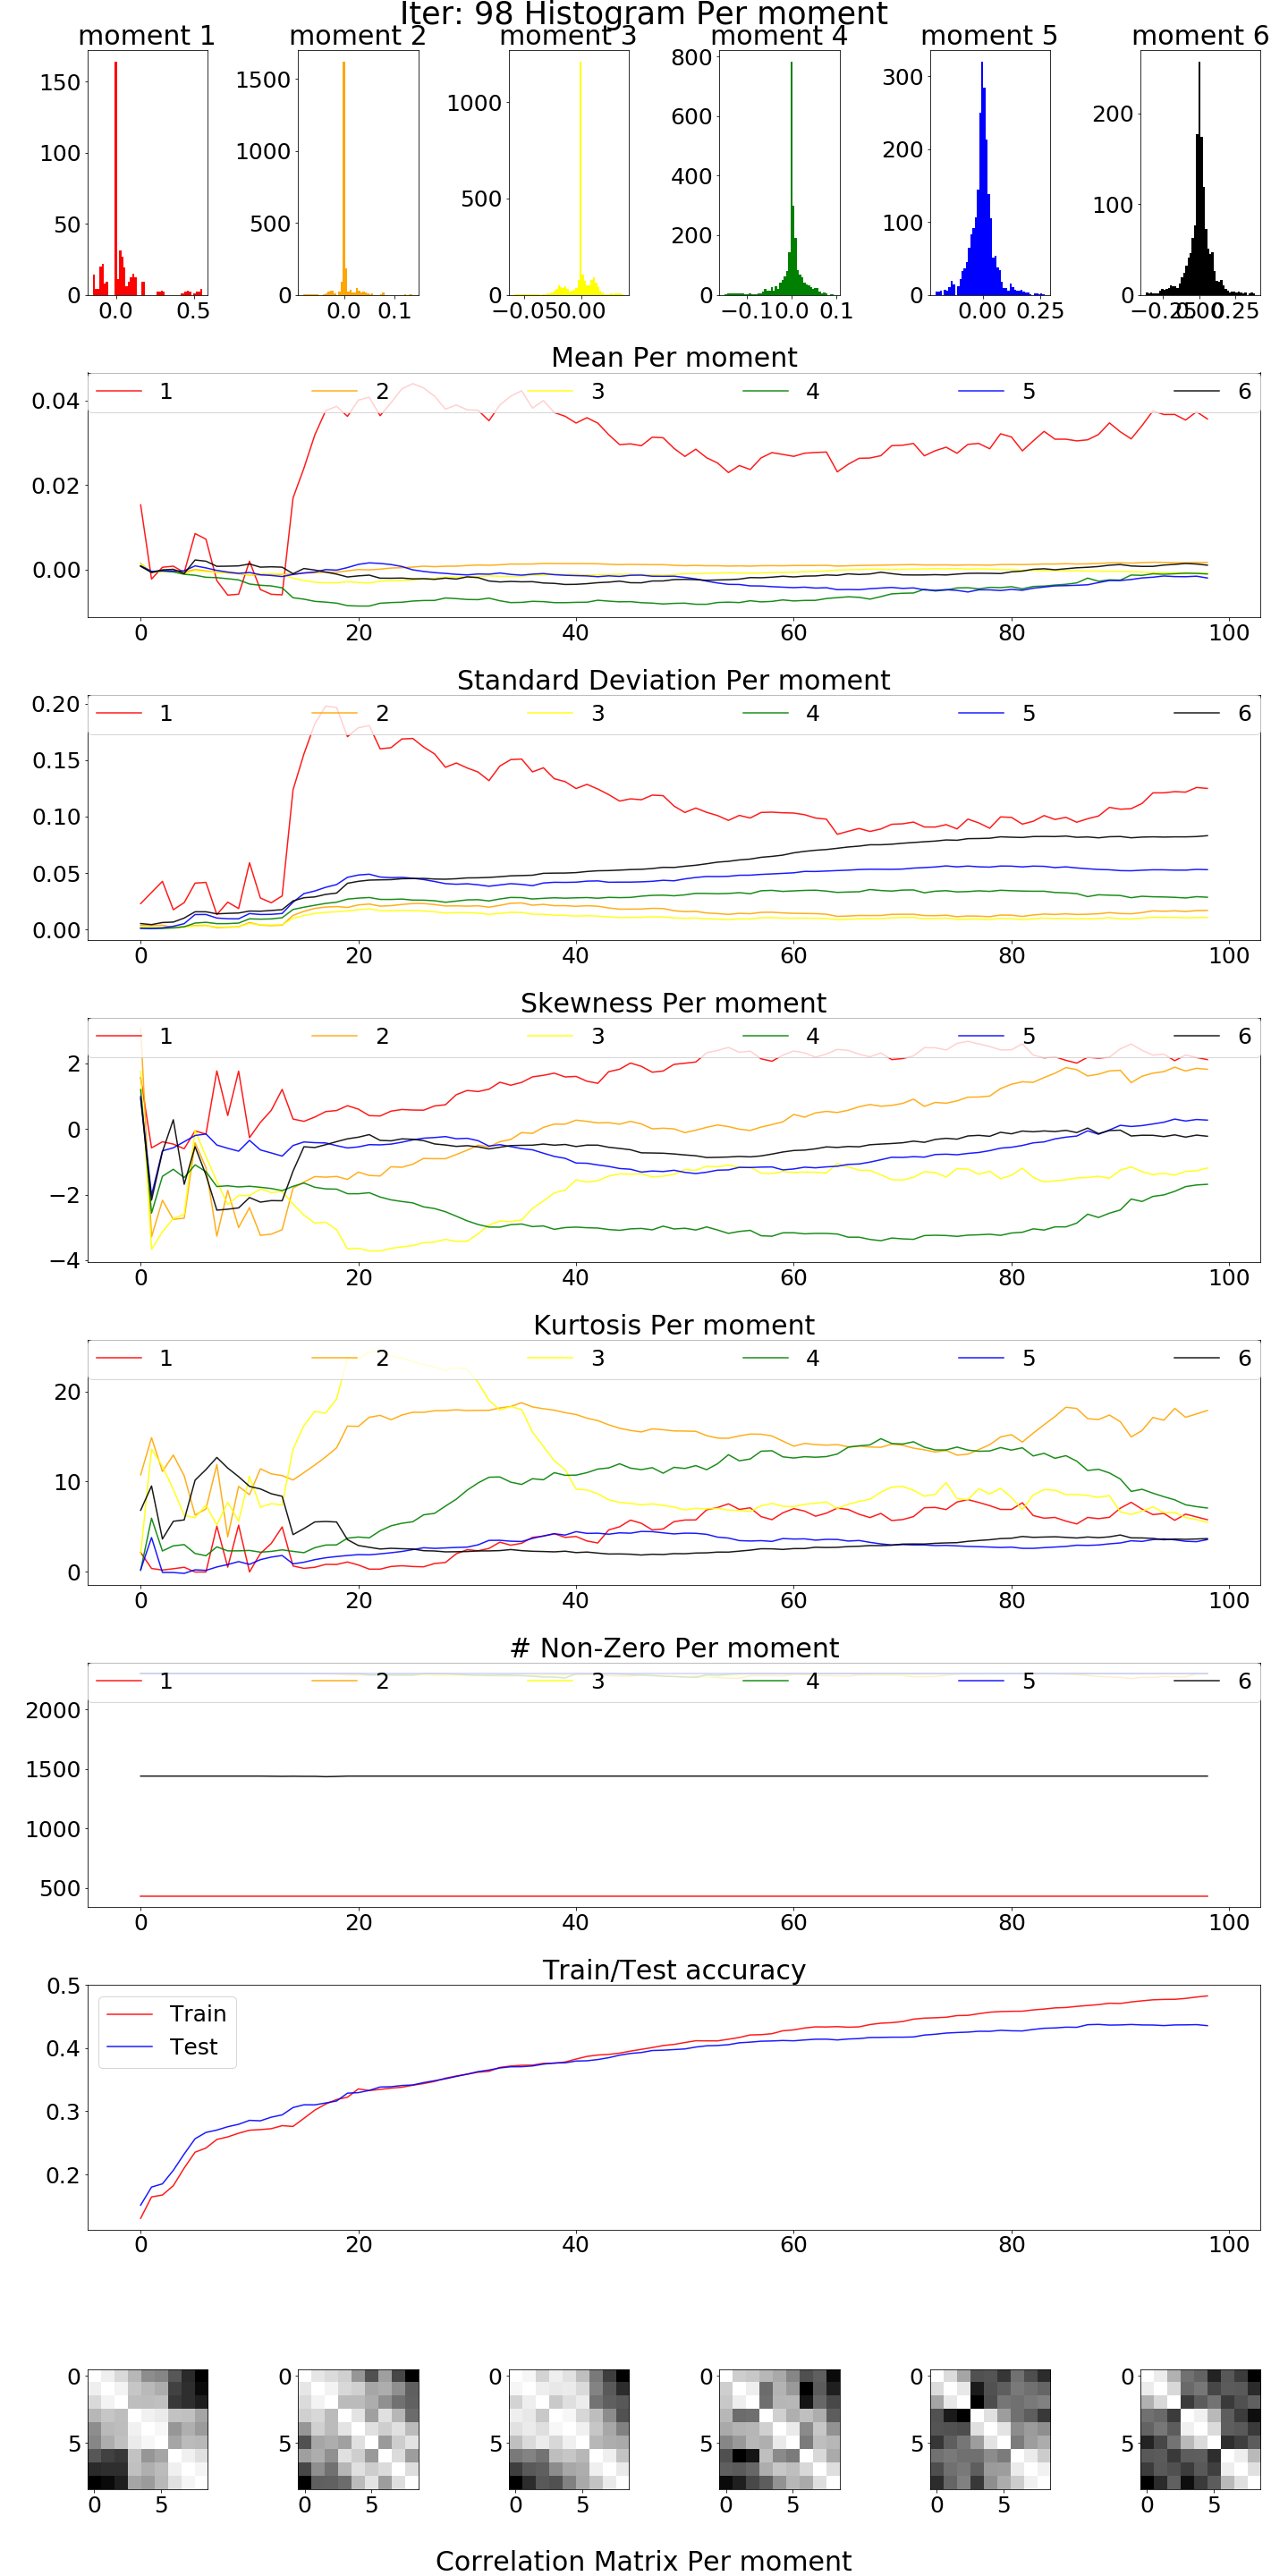 Iter: 98 Histogram Per moment
moment 1 moment 2 moment 3 moment 4 moment 5 moment 6
150 100 50 0
0.0 0.5
1500 1000 500 0
0.0 0.1
1000 500 0
−0.05 0.00
800 600 400 200 0
−0.1 0.0 0.1
300 200 100 0
0.00 0.25
200 100 0
−0.25 0.00 0.25
Mean Per moment
1 2 3 4 5 6
0.04
0.02
0.00
0 20 40 60 80 100
Standard Deviation Per moment
1 2 3 4 5 6
0.20
0.15
0.10
0.05
0.00
0 20 40 60 80 100
Skewness Per moment
1 2 3 4 5 6
2
0
−2
−4
0 20 40 60 80 100
Kurtosis Per moment
1 2 3 4 5 6
20
10
0
0 20 40 60 80 100
# Non-Zero Per moment
1 2 3 4 5 6
2000
1500
1000
500
0 20 40 60 80 100
Train/Test accuracy
0.5
Train
Test
0.4
0.3
0.2
0 20 40 60 80 100
0 0 0 0 0 0
5 5 5 5 5 5
0 5 0 5 0 5 0 5 0 5 0 5
Correlation Matrix Per moment